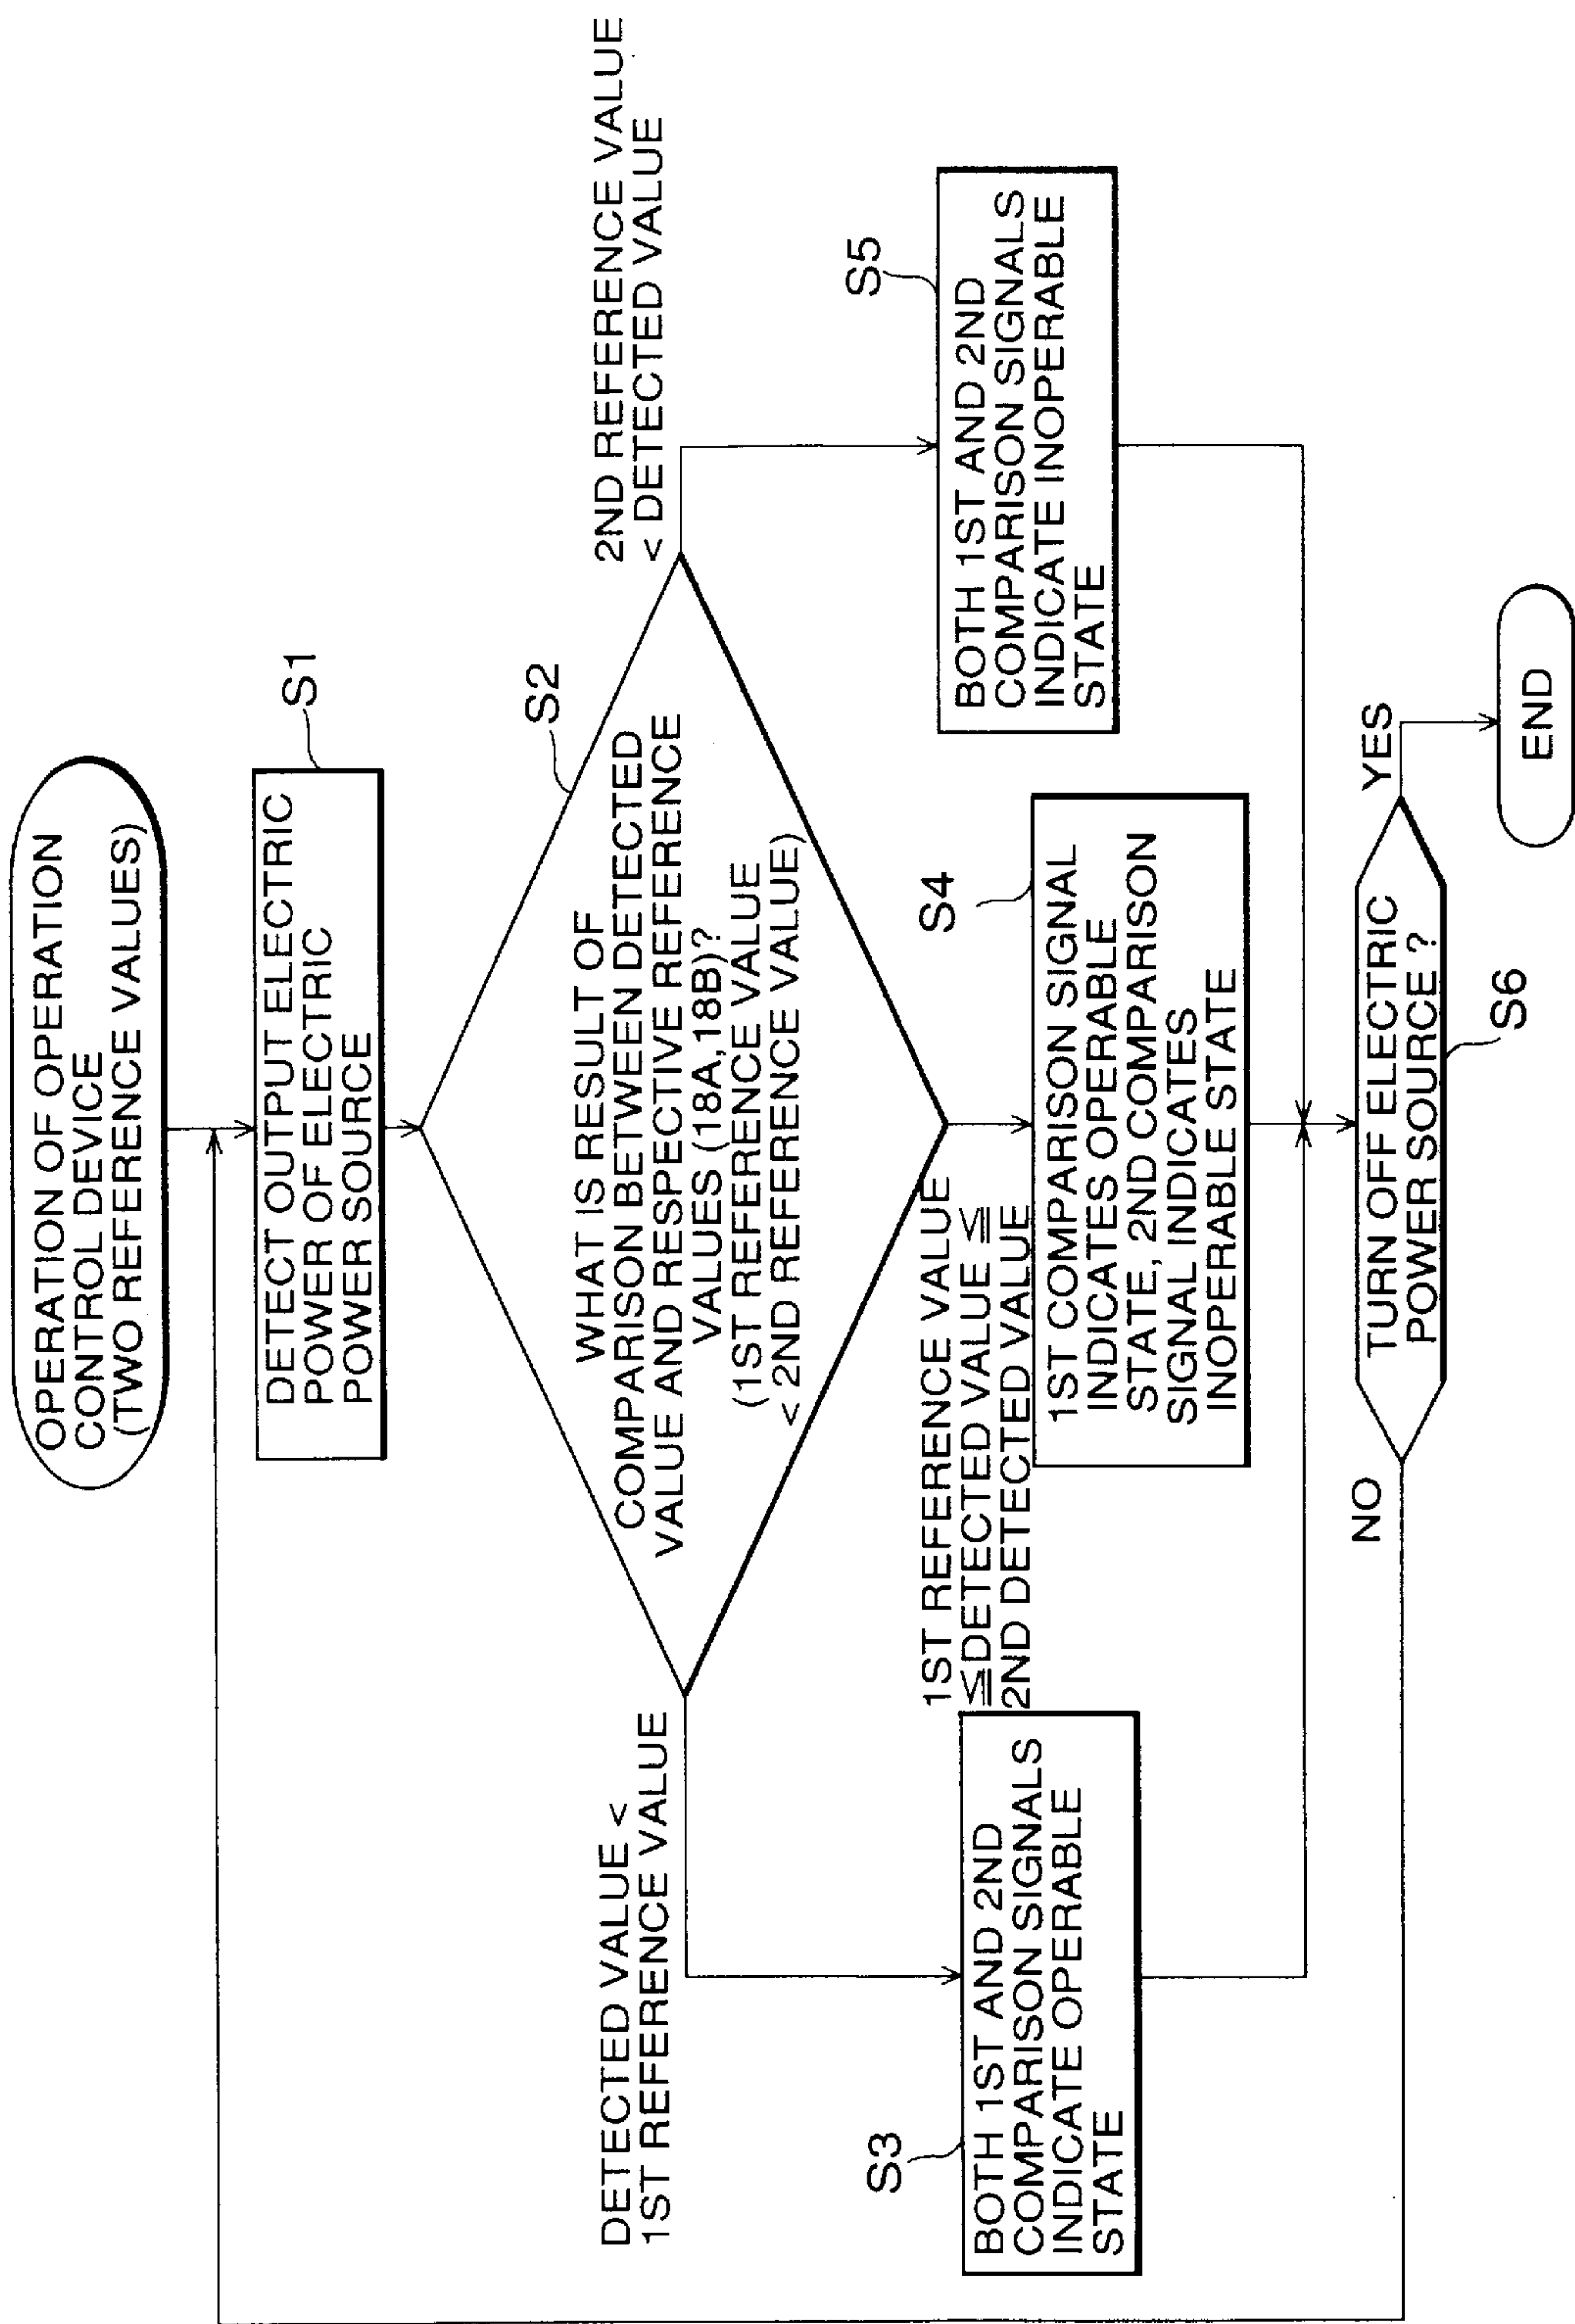 OPERATION OF OPERATION
CONTROL DEVICE
(TWO REFERENCE VALUES)
DETECT OUTPUT ELECTRIC
POWER OF ELECTRIC
POWER SOURCE
S1
S2
WHAT IS RESULT OF
COMPARISON BETWEEN DETECTED
VALUE AND RESPECTIVE REFERENCE
VALUES (18A,18B)?
(1ST REFERENCE VALUE
< 2ND REFERENCE VALUE)
DETECTED VALUE <
1ST REFERENCE VALUE
2ND REFERENCE VALUE
< DETECTED VALUE
1ST REFERENCE VALUE
≦DETECTED VALUE ≦
2ND DETECTED VALUE
S3
BOTH 1ST AND 2ND
COMPARISON SIGNALS
INDICATE OPERABLE
STATE
S4
1ST COMPARISON SIGNAL
INDICATES OPERABLE
STATE, 2ND COMPARISON
SIGNAL INDICATES
INOPERABLE STATE
S5
BOTH 1ST AND 2ND
COMPARISON SIGNALS
INDICATE INOPERABLE
STATE
NO
TURN OFF ELECTRIC
POWER SOURCE ?
YES
S6
END